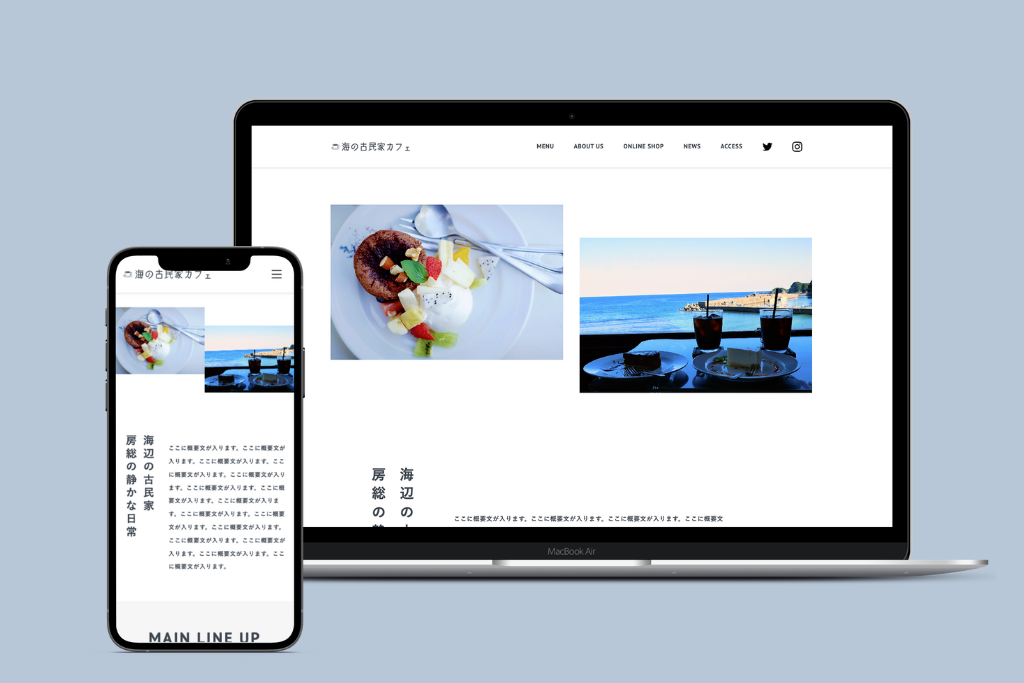 海の古民家カフェ
MENU ABOUT US ONLINE SHOP NEWS ACCESS
海辺の
房総の
ここに概要文が入ります。ここに概要文が入ります。ここに概要文が入ります。ここに概要文
MacBook Air
海の古民家カフェ
海辺の古民家
房総の静かな日常
ここに概要文が入ります。ここに概要文が
入ります。ここに概要文が入ります。ここ
に概要文が入ります。ここに概要文が入り
ます。ここに概要文が入ります。ここに概
要文が入ります。ここに概要文が入りま
す。ここに概要文が入ります。ここに概要
文が入ります。ここに概要文が入ります。
ここに概要文が入ります。ここに概要文が
入ります。ここに概要文が入ります。ここ
に概要文が入ります。
MAIN LINE UP